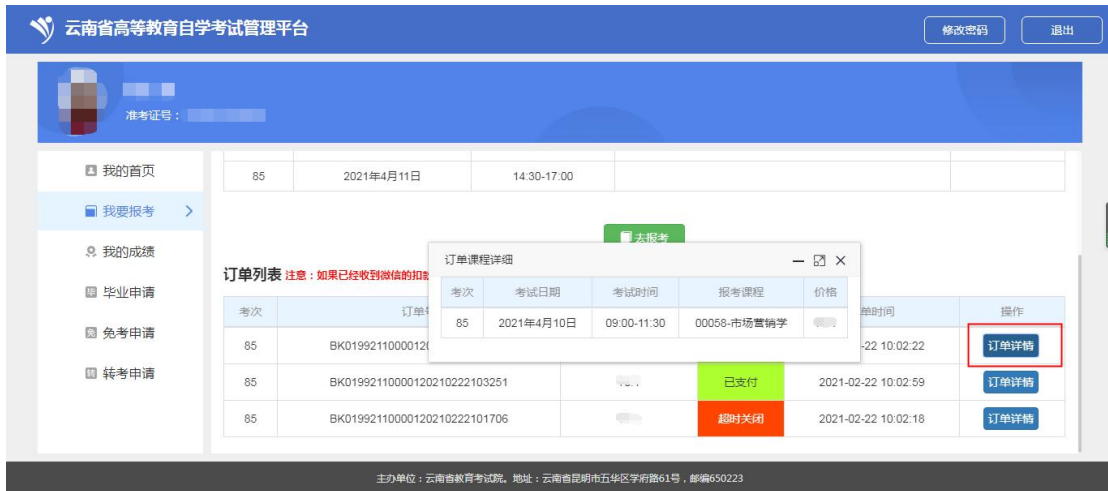 云南省高等教育自学考试管理平台
修改密码 退出
准考证号：
我的首页
我要报考
我的成绩
毕业申请
免考申请
转考申请
85 2021年4月11日 14:30-17:00
去报考
订单列表 注意：如果已经收到微信的扣
订单课程详细
考次 考试日期 考试时间 报考课程 价格
85 2021年4月10日 09:00-11:30 00058-市场营销学
考次 订单 单时间 操作
85 BK01992110000120 -22 10:02:22 订单详情
85 BK01992110000120210222103251 已支付 2021-02-22 10:02:59 订单详情
85 BK01992110000120210222101706 超时关闭 2021-02-22 10:02:18 订单详情
主办单位：云南省教育考试院。地址：云南省昆明市五华区学府路61号，邮编650223